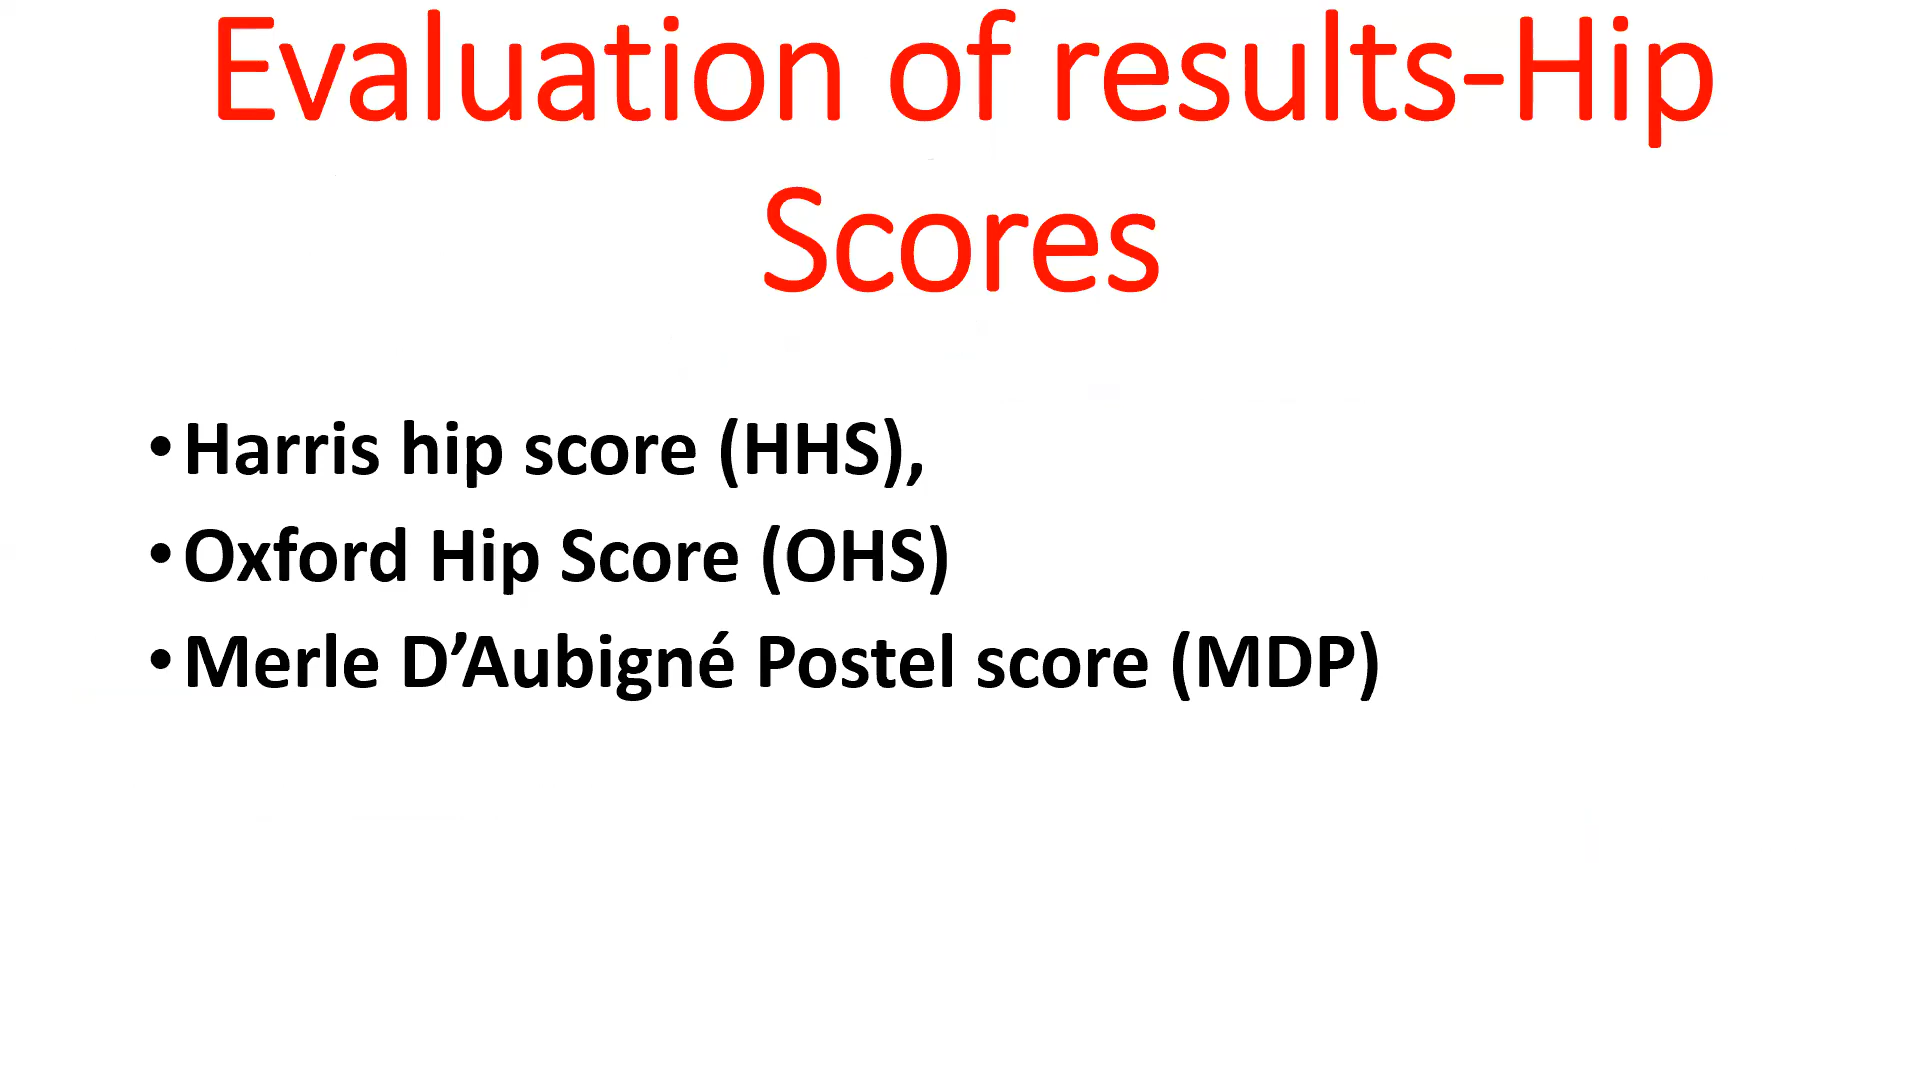 Evaluation of results-Hip
Scores
•Harris hip score (HHS),
•Oxford Hip Score (OHS)
•Merle D’Aubigné Postel score (MDP)